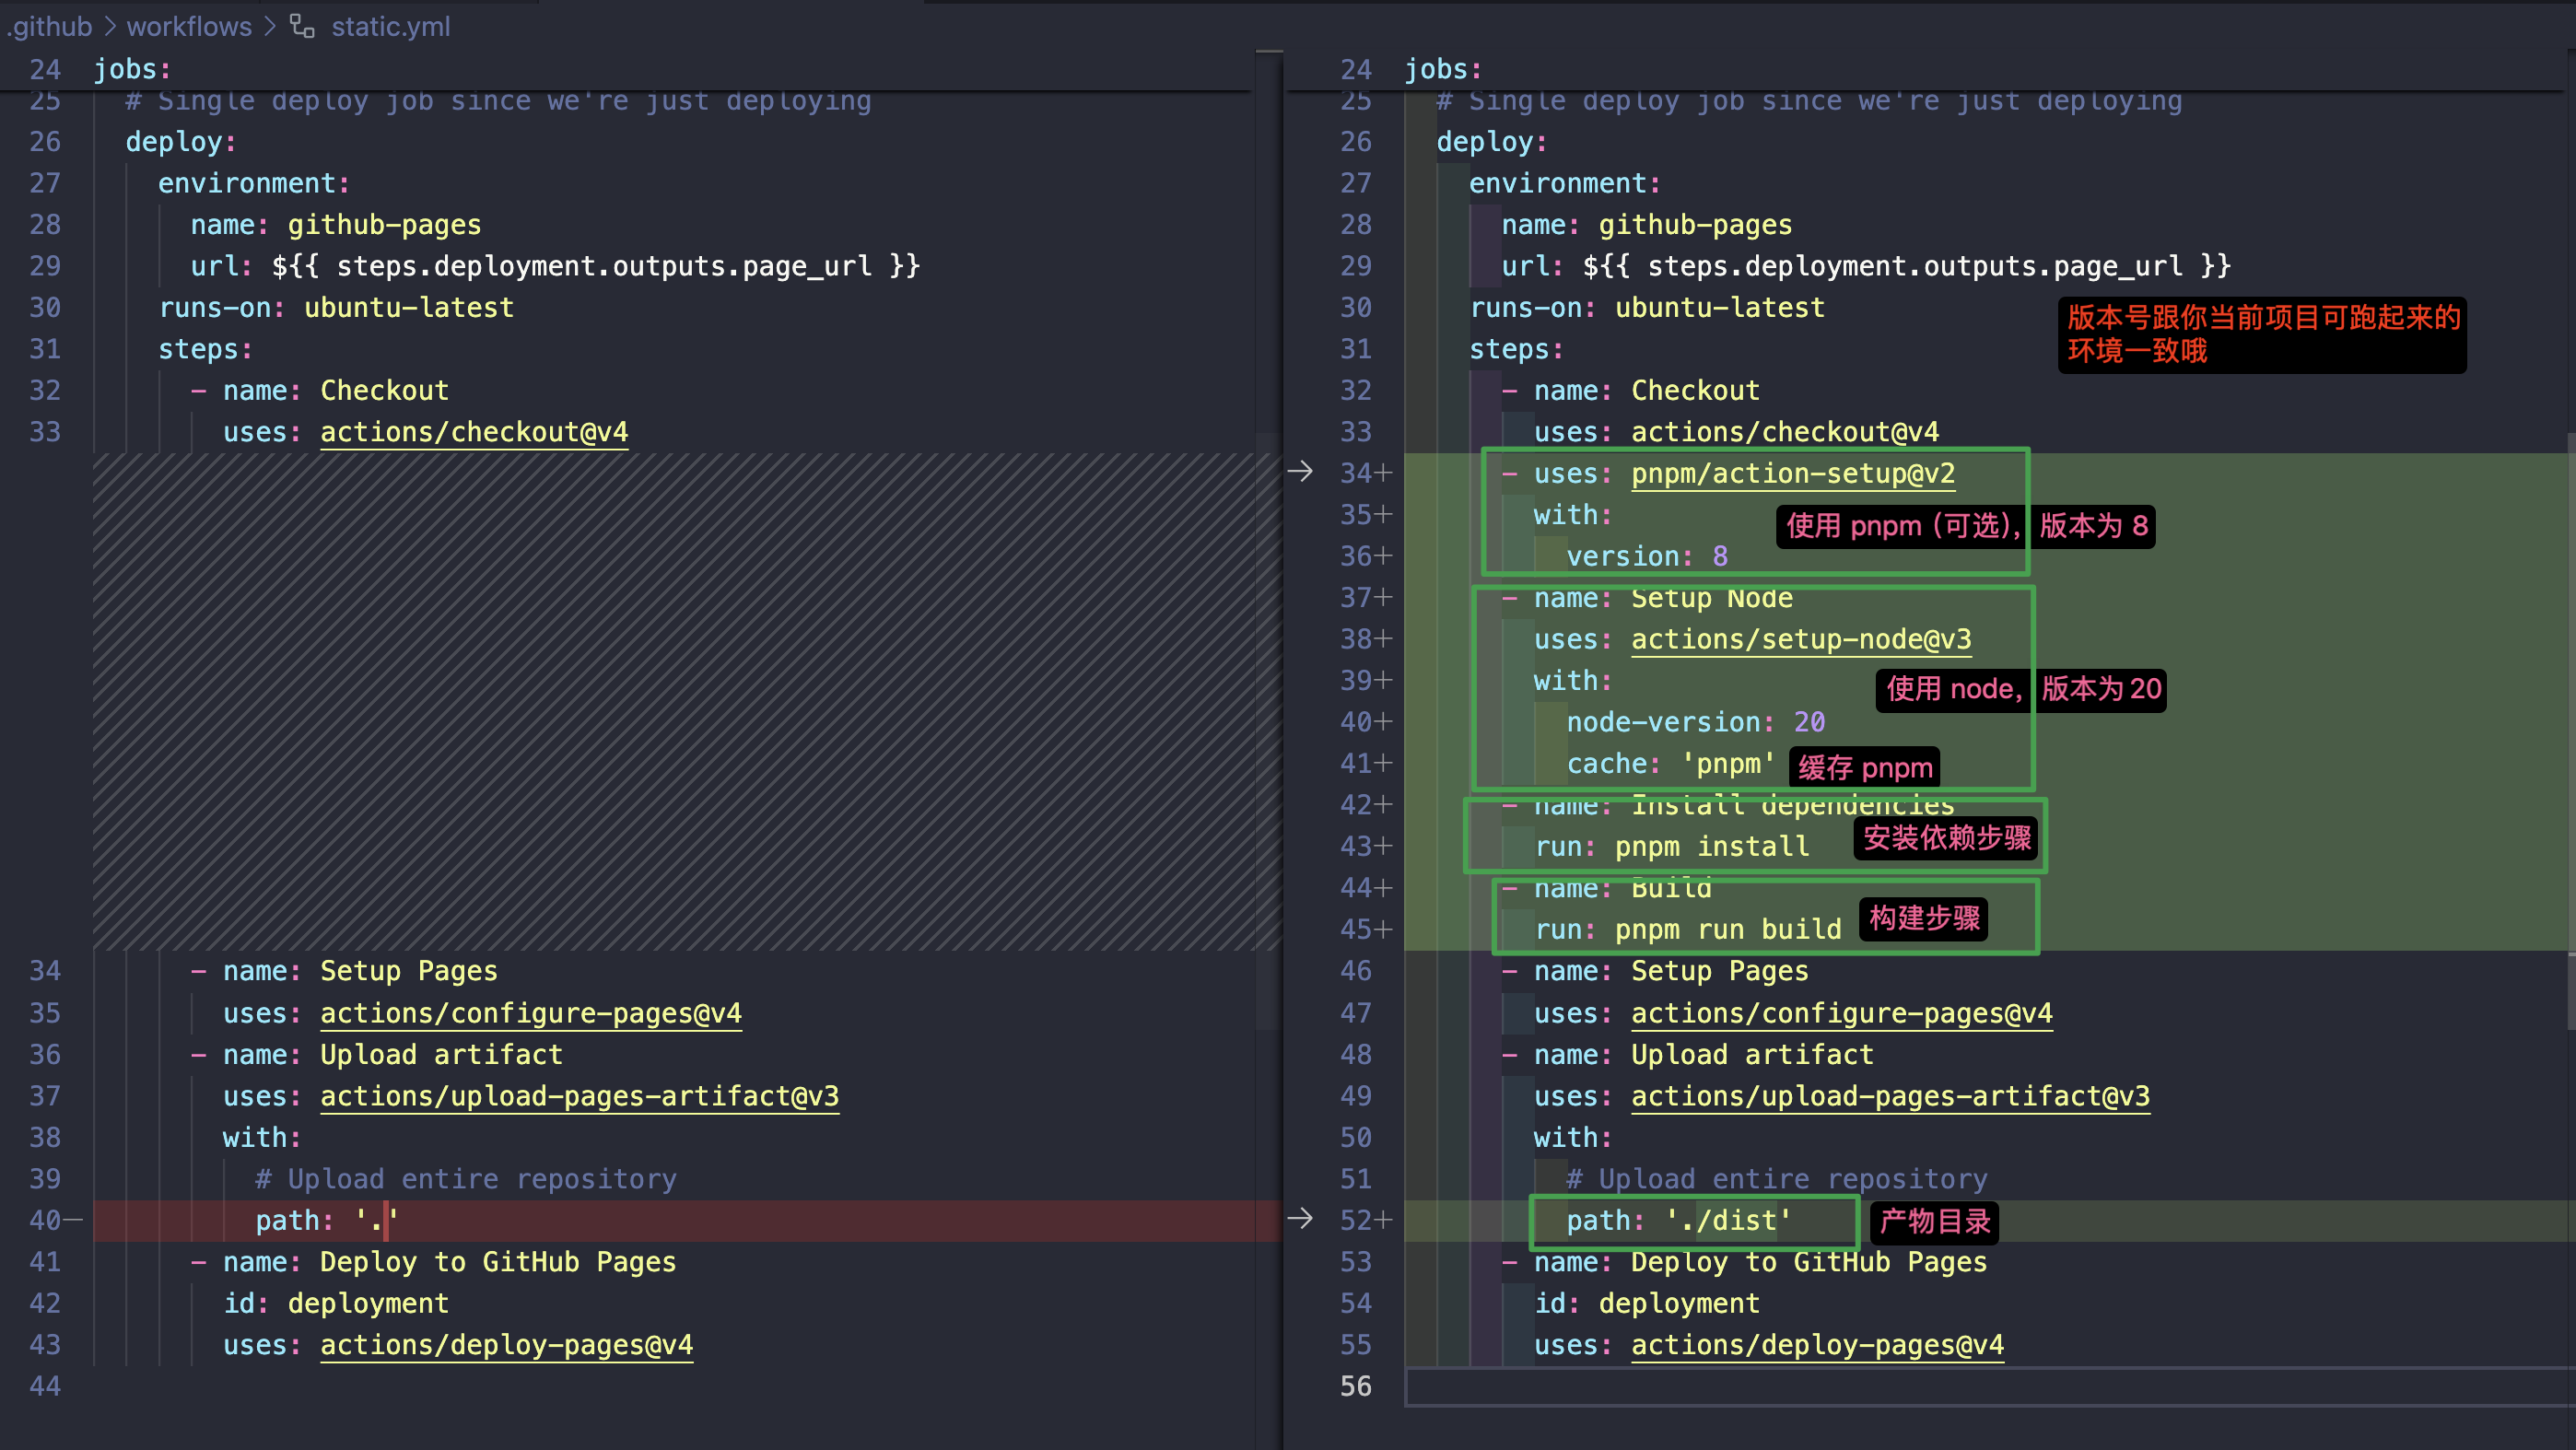 .github > workflows > static.yml
24 jobs:
25 # Single deploy job since we're just deploying
26 deploy:
27 environment:
28 name: github-pages
29 url: ${{ steps.deployment.outputs.page_url }}
30 runs-on: ubuntu-latest
31 steps:
32 - name: Checkout
33 uses: actions/checkout@v4
34 - name: Setup Pages
35 uses: actions/configure-pages@v4
36 - name: Upload artifact
37 uses: actions/upload-pages-artifact@v3
38 with:
39 # Upload entire repository
40— path: '.'
41 - name: Deploy to GitHub Pages
42 id: deployment
43 uses: actions/deploy-pages@v4
44
24 jobs:
25 # Single deploy job since we're just deploying
26 deploy:
27 environment:
28 name: github-pages
29 url: ${{ steps.deployment.outputs.page_url }}
30 runs-on: ubuntu-latest
版本号跟你当前项目可跑起来的
环境一致哦
31 steps:
32 - name: Checkout
33 uses: actions/checkout@v4
34+ - uses: pnpm/action-setup@v2
35+ with:
使用 pnpm（可选），版本为 8
36+ version: 8
37+ - name: Setup Node
38+ uses: actions/setup-node@v3
39+ with:
使用 node，版本为 20
40+ node-version: 20
41+ cache: 'pnpm'
缓存 pnpm
42+ - name: Install dependencies
43+ run: pnpm install
安装依赖步骤
44+ - name: Build
45+ run: pnpm run build
构建步骤
46 - name: Setup Pages
47 uses: actions/configure-pages@v4
48 - name: Upload artifact
49 uses: actions/upload-pages-artifact@v3
50 with:
51 # Upload entire repository
52+ path: './dist'
产物目录
53 - name: Deploy to GitHub Pages
54 id: deployment
55 uses: actions/deploy-pages@v4
56